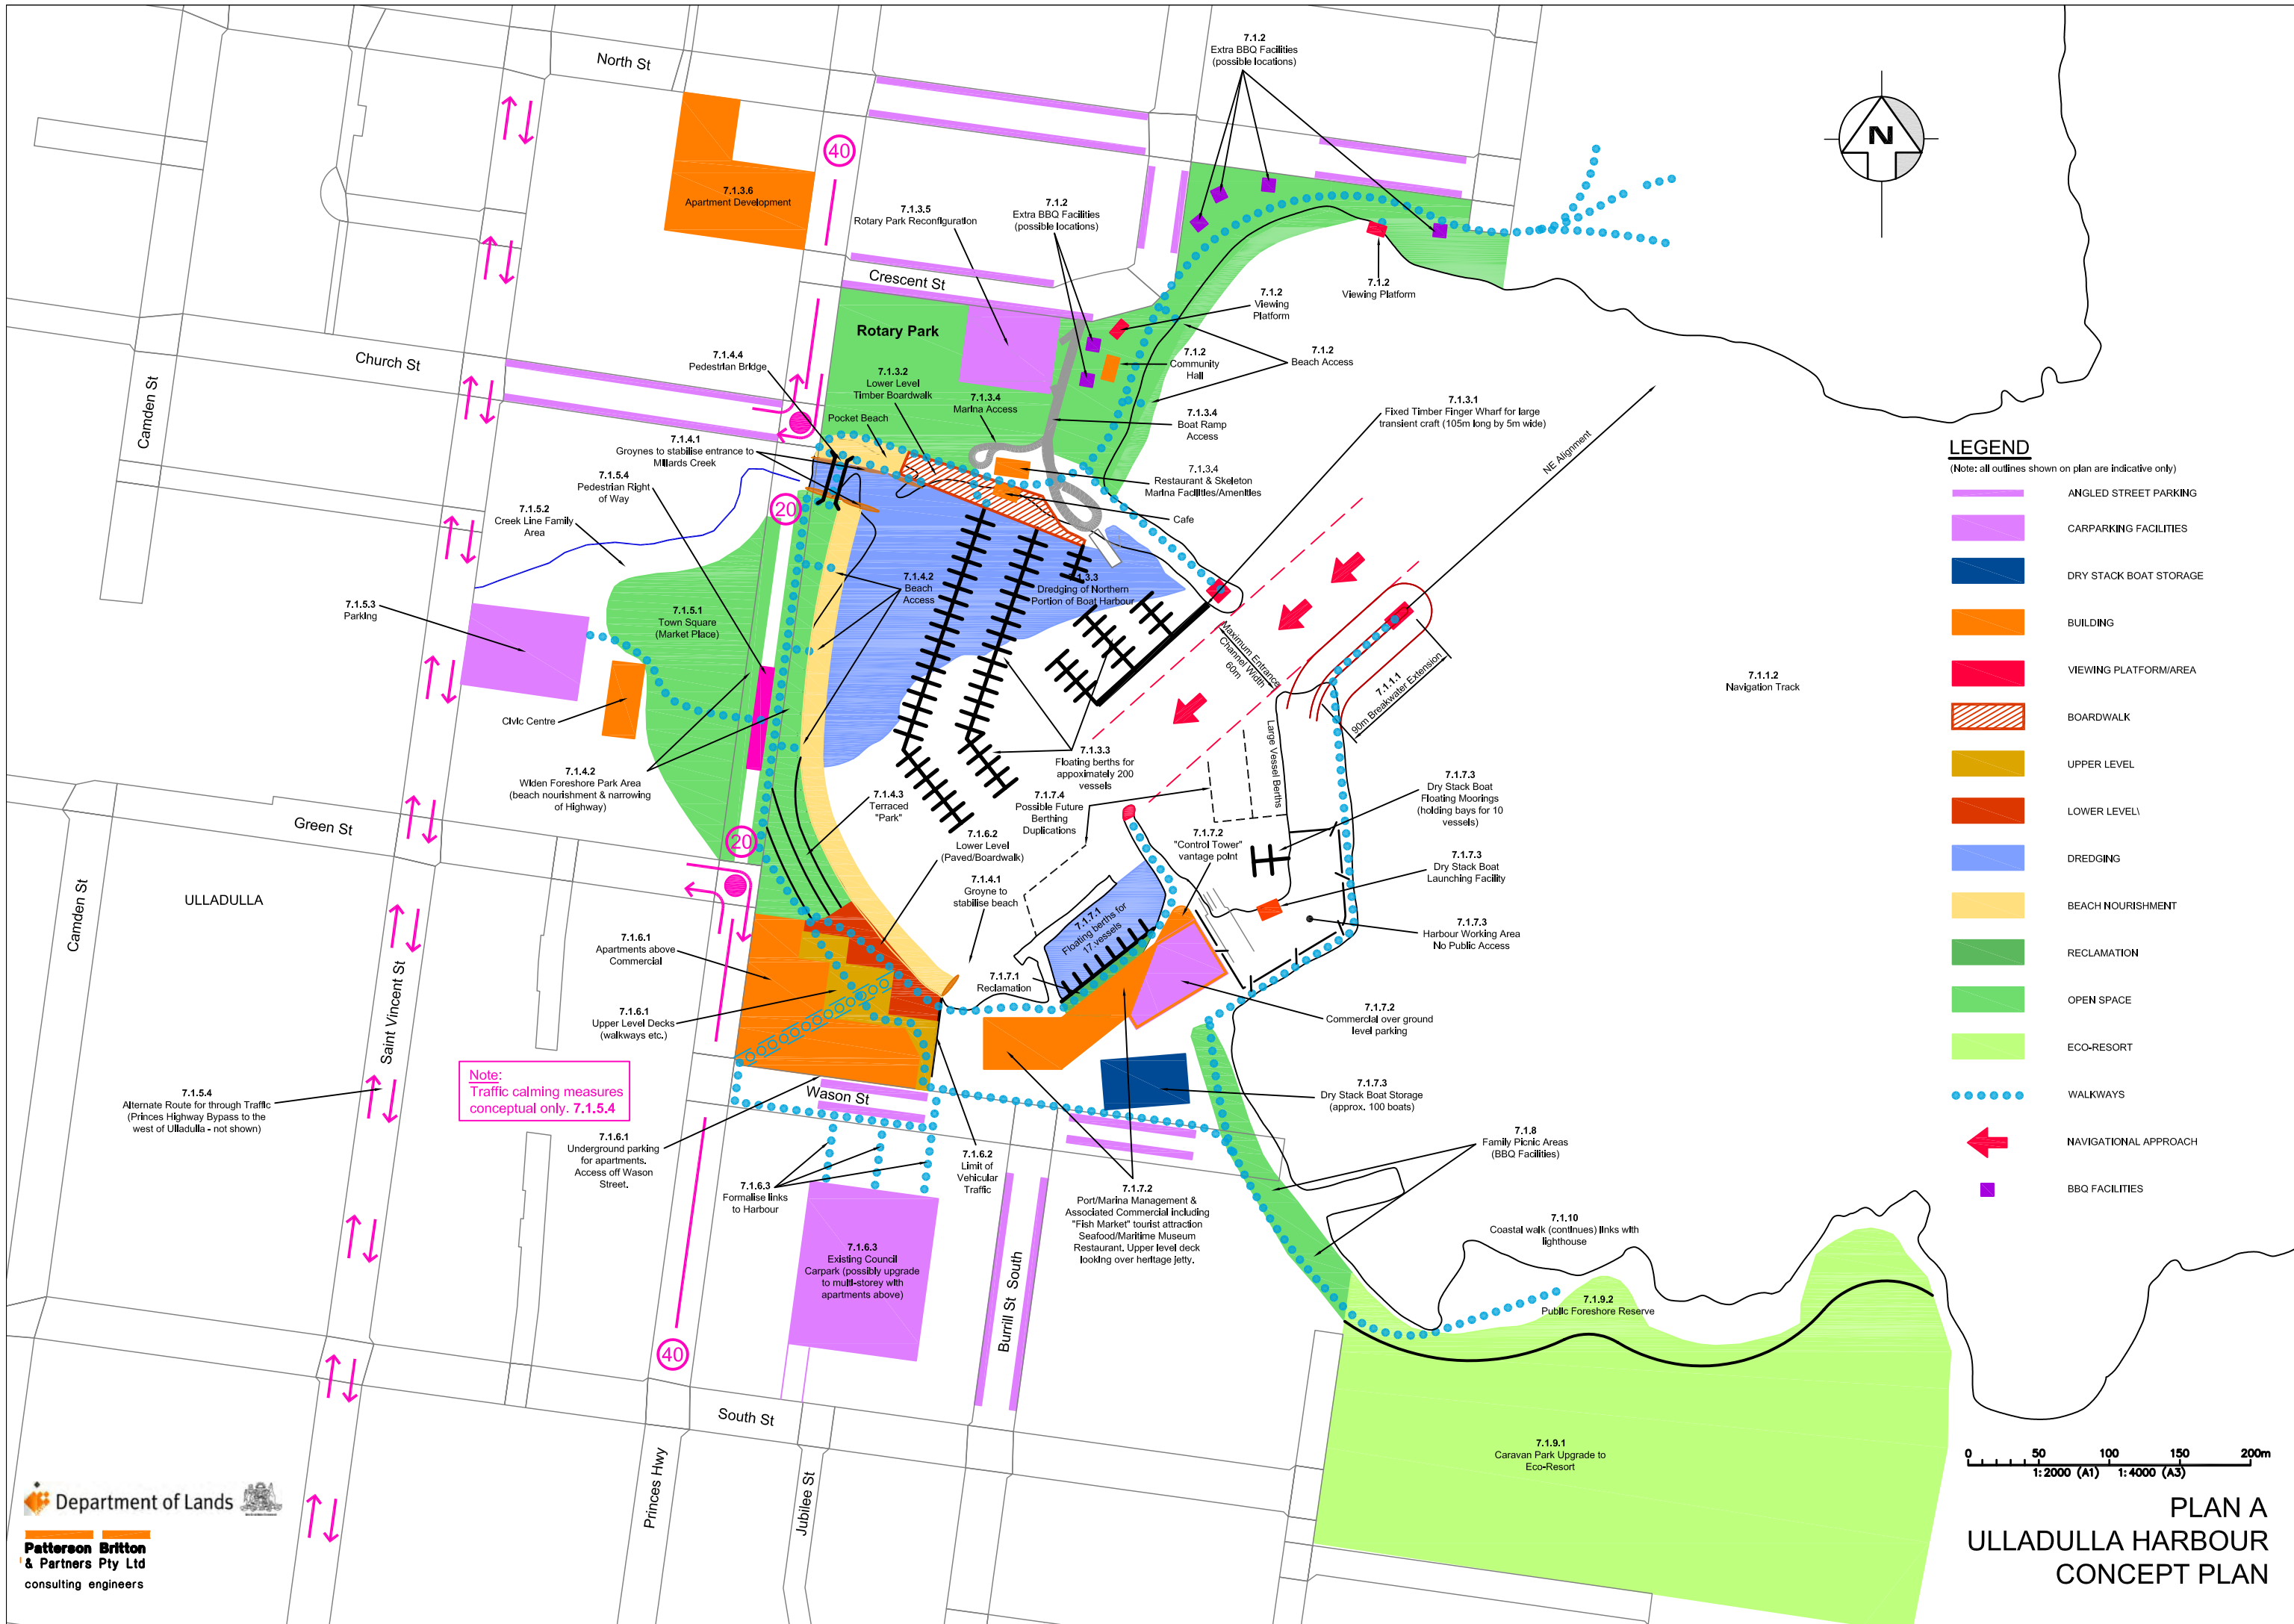 North St
7.1.2
Extra BBQ Facilities
(possible locations)
N
40
7.1.3.6
Apartment Development
7.1.3.5
Rotary Park Reconfiguration
7.1.2
Extra BBQ Facilities
(possible locations)
Crescent St
7.1.2
Viewing
Platform
7.1.2
Viewing Platform
Rotary Park
7.1.2
Community
Hall
7.1.2
Beach Access
Church St
Camden St
7.1.4.4
Pedestrian Bridge
7.1.3.2
Lower Level
Timber Boardwalk
7.1.3.4
Marina Access
Pocket Beach
7.1.3.4
Boat Ramp
Access
7.1.3.1
Fixed Timber Finger Wharf for large
transient craft (105m long by 5m wide)
NE Alignment
7.1.4.1
Groynes to stabilise entrance to
Millards Creek
7.1.5.4
Pedestrian Right
of Way
7.1.3.4
Restaurant & Skeleton
Marina Facilities/Amenities
Cafe
7.1.5.2
Creek Line Family
Area
20
7.1.4.2
Beach
Access
7.1.3.3
Dredging of Northern
Portion of Boat Harbour
7.1.5.3
Parking
7.1.5.1
Town Square
(Market Place)
Maximum Entrance
Channel Width
60m
7.1.1.1
90m Breakwater Extension
7.1.1.2
Navigation Track
Civic Centre
7.1.4.2
Widen Foreshore Park Area
(beach nourishment & narrowing
of Highway)
7.1.3.3
Floating berths for
appoximately 200
vessels
Large Vessel Berths
7.1.4.3
Terraced
"Park"
7.1.7.4
Possible Future
Berthing
Duplications
7.1.7.3
Dry Stack Boat
Floating Moorings
(holding bays for 10
vessels)
Green St
20
7.1.6.2
Lower Level
(Paved/Boardwalk)
7.1.7.2
"Control Tower"
vantage point
7.1.7.3
Dry Stack Boat
Launching Facility
7.1.4.1
Groyne to
stabilise beach
Camden St
ULLADULLA
7.1.7.1
Floating berths for
17 vessels
7.1.7.3
Harbour Working Area
No Public Access
7.1.6.1
Apartments above
Commercial
7.1.7.1
Reclamation
Saint Vincent St
7.1.6.1
Upper Level Decks
(walkways etc.)
7.1.7.2
Commercial over ground
level parking
Note:
Traffic calming measures
conceptual only. 7.1.5.4
7.1.5.4
Alternate Route for through Traffic
(Princes Highway Bypass to the
west of Ulladulla - not shown)
Wason St
7.1.7.3
Dry Stack Boat Storage
(approx. 100 boats)
7.1.6.1
Underground parking
for apartments.
Access off Wason
Street.
7.1.6.2
Limit of
Vehicular
Traffic
7.1.8
Family Picnic Areas
(BBQ Facilities)
7.1.6.3
Formalise links
to Harbour
7.1.7.2
Port/Marina Management &
Associated Commercial including
"Fish Market" tourist attraction
Seafood/Maritime Museum
Restaurant. Upper level deck
looking over heritage jetty.
7.1.10
Coastal walk (continues) links with
lighthouse
7.1.6.3
Existing Council
Carpark (possibly upgrade
to multi-storey with
apartments above)
Burrill St South
7.1.9.2
Public Foreshore Reserve
40
South St
Princes Hwy
Jubilee St
7.1.9.1
Caravan Park Upgrade to
Eco-Resort
LEGEND
(Note: all outlines shown on plan are indicative only)
ANGLED STREET PARKING
CARPARKING FACILITIES
DRY STACK BOAT STORAGE
BUILDING
VIEWING PLATFORM/AREA
BOARDWALK
UPPER LEVEL
LOWER LEVEL\
DREDGING
BEACH NOURISHMENT
RECLAMATION
OPEN SPACE
ECO-RESORT
WALKWAYS
NAVIGATIONAL APPROACH
BBQ FACILITIES
0 50 100 150 200m
1:2000 (A1) 1:4000 (A3)
PLAN A
ULLADULLA HARBOUR
CONCEPT PLAN
Department of Lands
Patterson Britton
& Partners Pty Ltd
consulting engineers